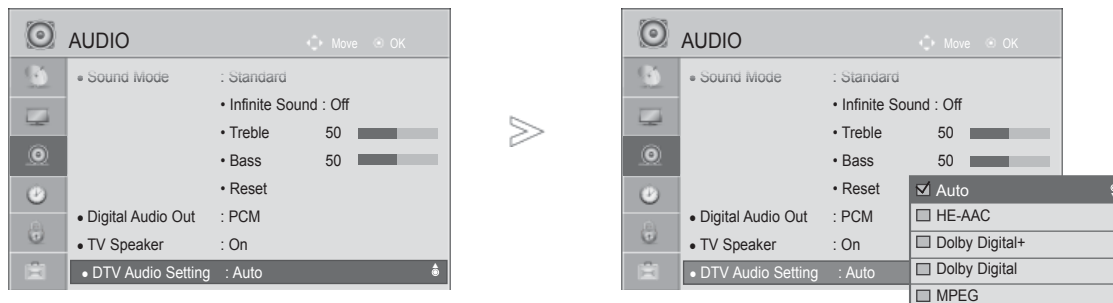 AUDIO
Move OK
Sound Mode : Standard
• Infinite Sound : Off
• Treble 50
• Bass 50
• Reset
● Digital Audio Out : PCM
● TV Speaker : On
● DTV Audio Setting : Auto
AUDIO
Move OK
Sound Mode : Standard
• Infinite Sound : Off
• Treble 50
• Bass 50
• Reset
● Digital Audio Out : PCM
● TV Speaker : On
● DTV Audio Setting : Auto
Auto
HE-AAC
Dolby Digital+
Dolby Digital
MPEG